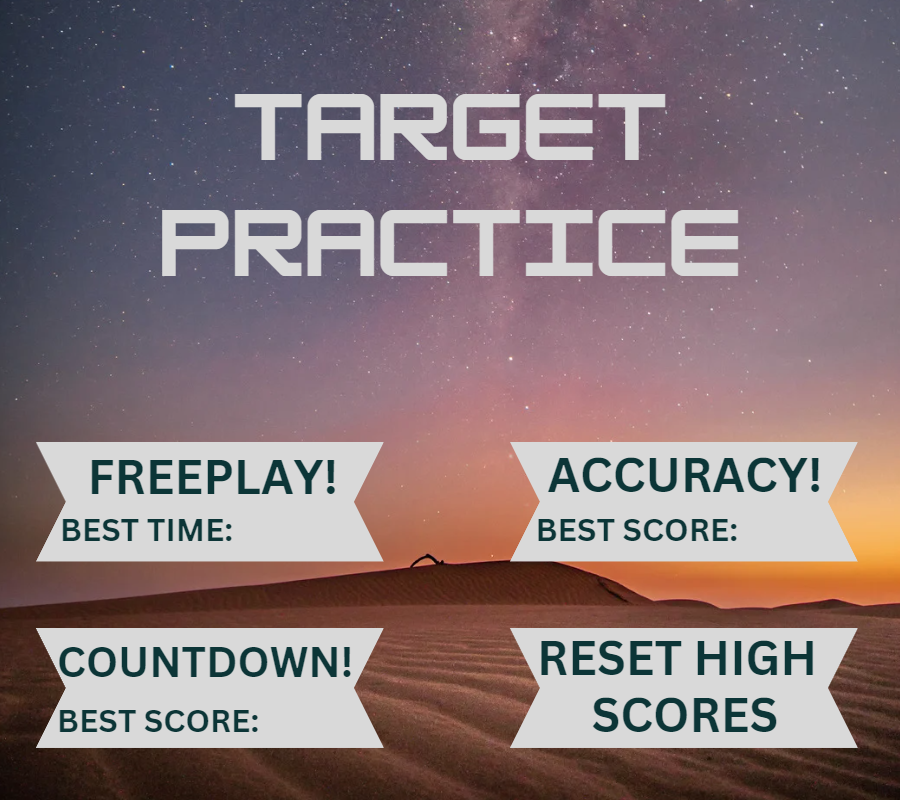 TARGET
PRACTICE
FREEPLAY!
BEST TIME:
ACCURACY!
BEST SCORE:
COUNTDOWN!
BEST SCORE:
RESET HIGH
SCORES